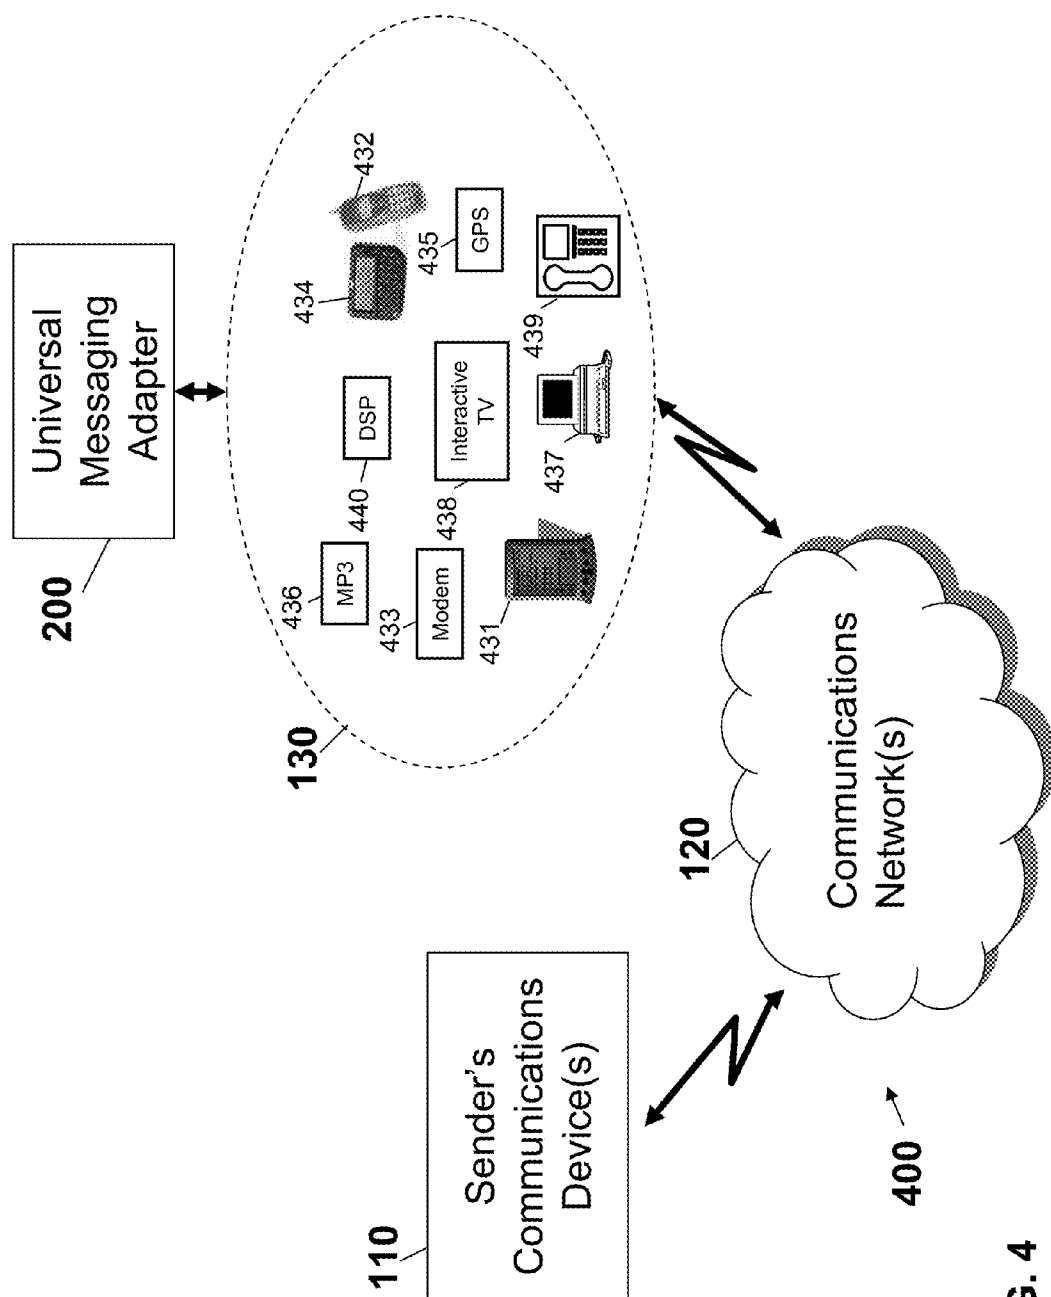 200
Universal
Messaging
Adapter
130
436
MP3
434
432
440
DSP
433
Modem
435
GPS
438
Interactive
TV
431
437
439
110
Sender's
Communications
Device(s)
120
Communications
Network(s)
400
G. 4